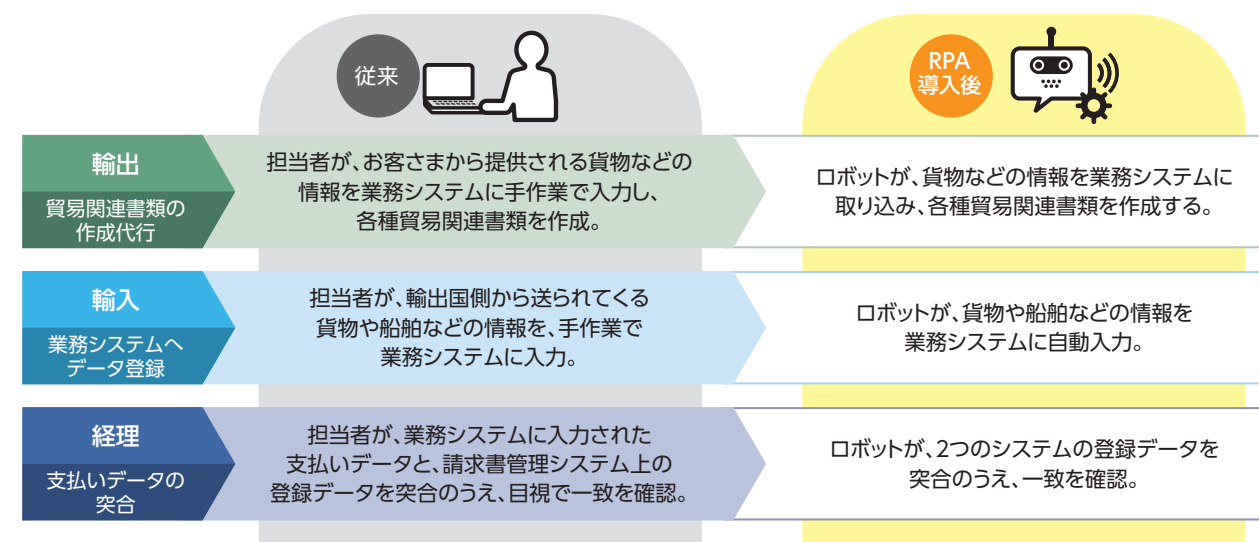 従来
RPA
導入後
輸出
貿易関連書類の
作成代行
担当者が、お客さまから提供される貨物などの
情報を業務システムに手作業で入力し、
各種貿易関連書類を作成。
ロボットが、貨物などの情報を業務システムに
取り込み、各種貿易関連書類を作成する。
輸入
業務システムへ
データ登録
担当者が、輸出国側から送られてくる
貨物や船舶などの情報を、手作業で
業務システムに入力。
ロボットが、貨物や船舶などの情報を
業務システムに自動入力。
経理
支払いデータの
突合
担当者が、業務システムに入力された
支払いデータと、請求書管理システム上の
登録データを突合のうえ、目視で一致を確認。
ロボットが、2つのシステムの登録データを
突合のうえ、一致を確認。